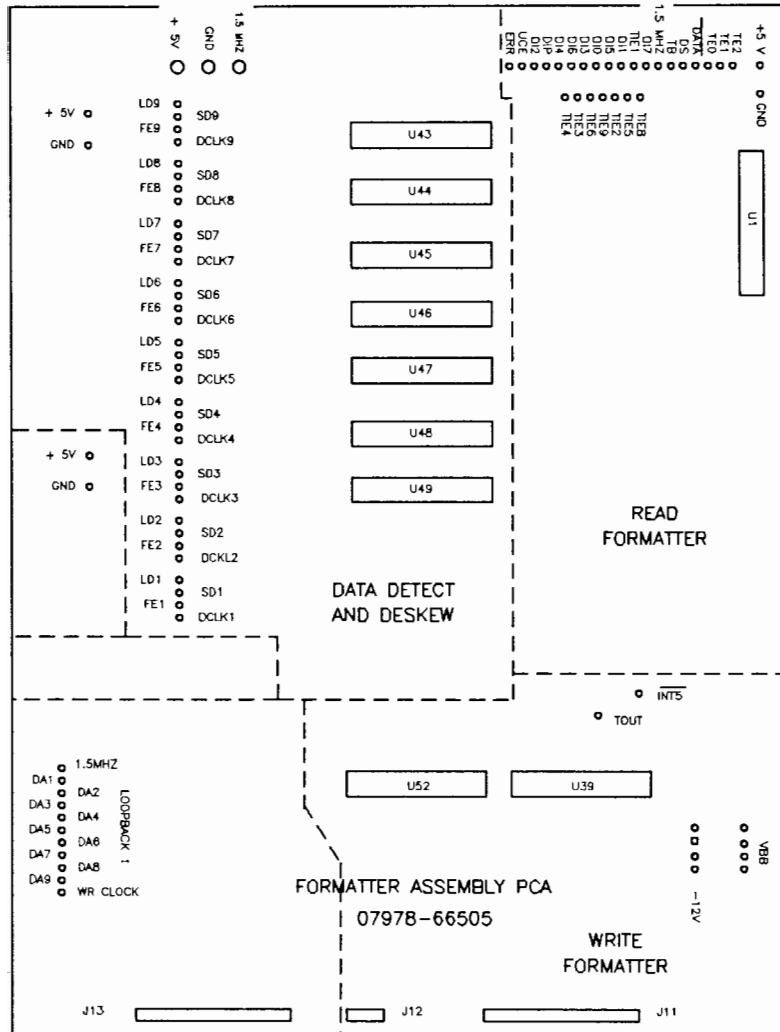 + 5V
GND
1.5 MHZ
ERR
UCE
DI2
DIP
DI4
DI6
DI3
DI0
DI5
DI1
TIE1
DI7
1.5 MHZ
TB
DS
DATA
TE0
TE1
TE2
+5 V
GND
TIE4
TIE3
TIE6
TIE9
TIE2
TIE5
TIE8
U1
+ 5V
GND
LD9
SD9
FE9
DCLK9
LD8
SD8
FE8
DCLK8
LD7
SD7
FE7
DCLK7
LD6
SD6
FE6
DCLK6
LD5
SD5
FE5
DCLK5
LD4
SD4
FE4
DCLK4
LD3
SD3
FE3
DCLK3
LD2
SD2
FE2
DCKL2
LD1
SD1
FE1
DCLK1
+ 5V
GND
U43
U44
U45
U46
U47
U48
U49
DATA DETECT
AND DESKEW
READ
FORMATTER
INT5
TOUT
1.5MHZ
DA1
DA2
DA3
DA4
DA5
DA6
DA7
DA8
DA9
WR CLOCK
LOOPBACK 1
U52
U39
VBB
-12V
FORMATTER ASSEMBLY PCA
07978-66505
WRITE
FORMATTER
J13
J12
J11